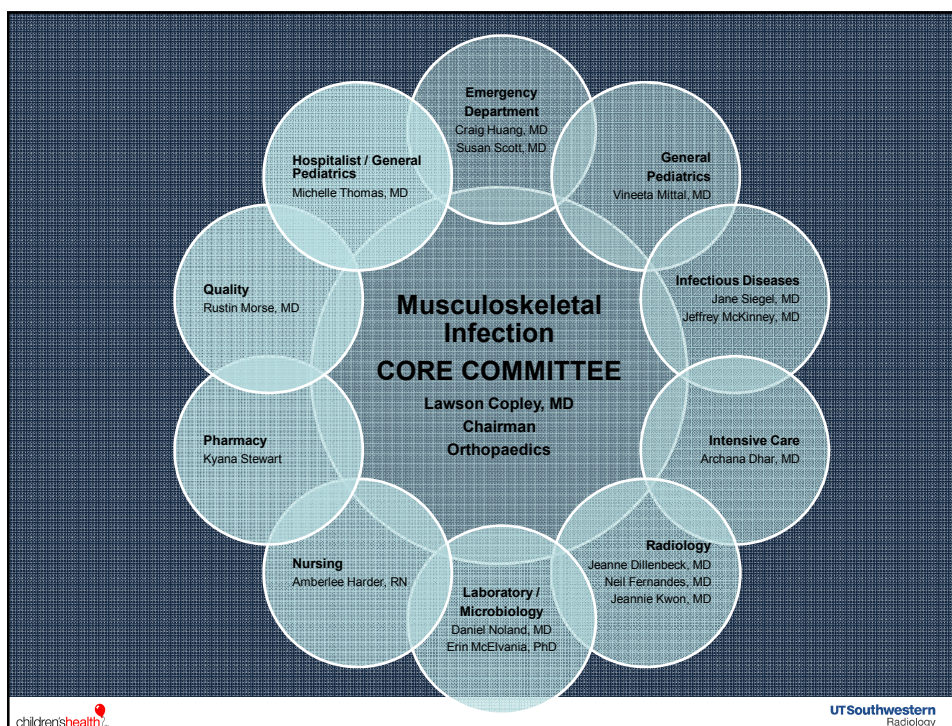 Emergency
Department
Craig Huang, MD
Susan Scott, MD
General
Pediatrics
Vineeta Mittal, MD
Infectious Diseases
Jane Siegel, MD
Jeffrey McKinney, MD
Intensive Care
Archana Dhar, MD
Radiology
Jeanne Dillenbeck, MD
Neil Fernandes, MD
Jeannie Kwon, MD
Laboratory /
Microbiology
Daniel Noland, MD
Erin McElvania, PhD
Nursing
Amberlee Harder, RN
Pharmacy
Kyana Stewart
Quality
Rustin Morse, MD
Hospitalist / General
Pediatrics
Michelle Thomas, MD
Musculoskeletal
Infection
CORE COMMITTEE
Lawson Copley, MD
Chairman
Orthopaedics
children'shealth
UTSouthwestern
Radiology